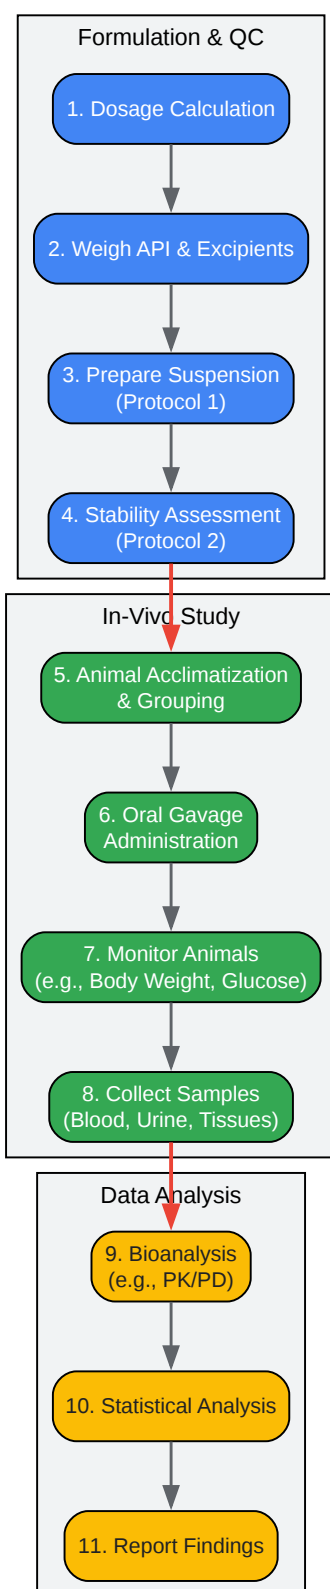 Formulation & QC
1. Dosage Calculation
2. Weigh API & Excipients
3. Prepare Suspension
(Protocol 1)
4. Stability Assessment
(Protocol 2)
In-Vivo Study
5. Animal Acclimatization
& Grouping
6. Oral Gavage
Administration
7. Monitor Animals
(e.g., Body Weight, Glucose)
8. Collect Samples
(Blood, Urine, Tissues)
Data Analysis
9. Bioanalysis
(e.g., PK/PD)
10. Statistical Analysis
11. Report Findings